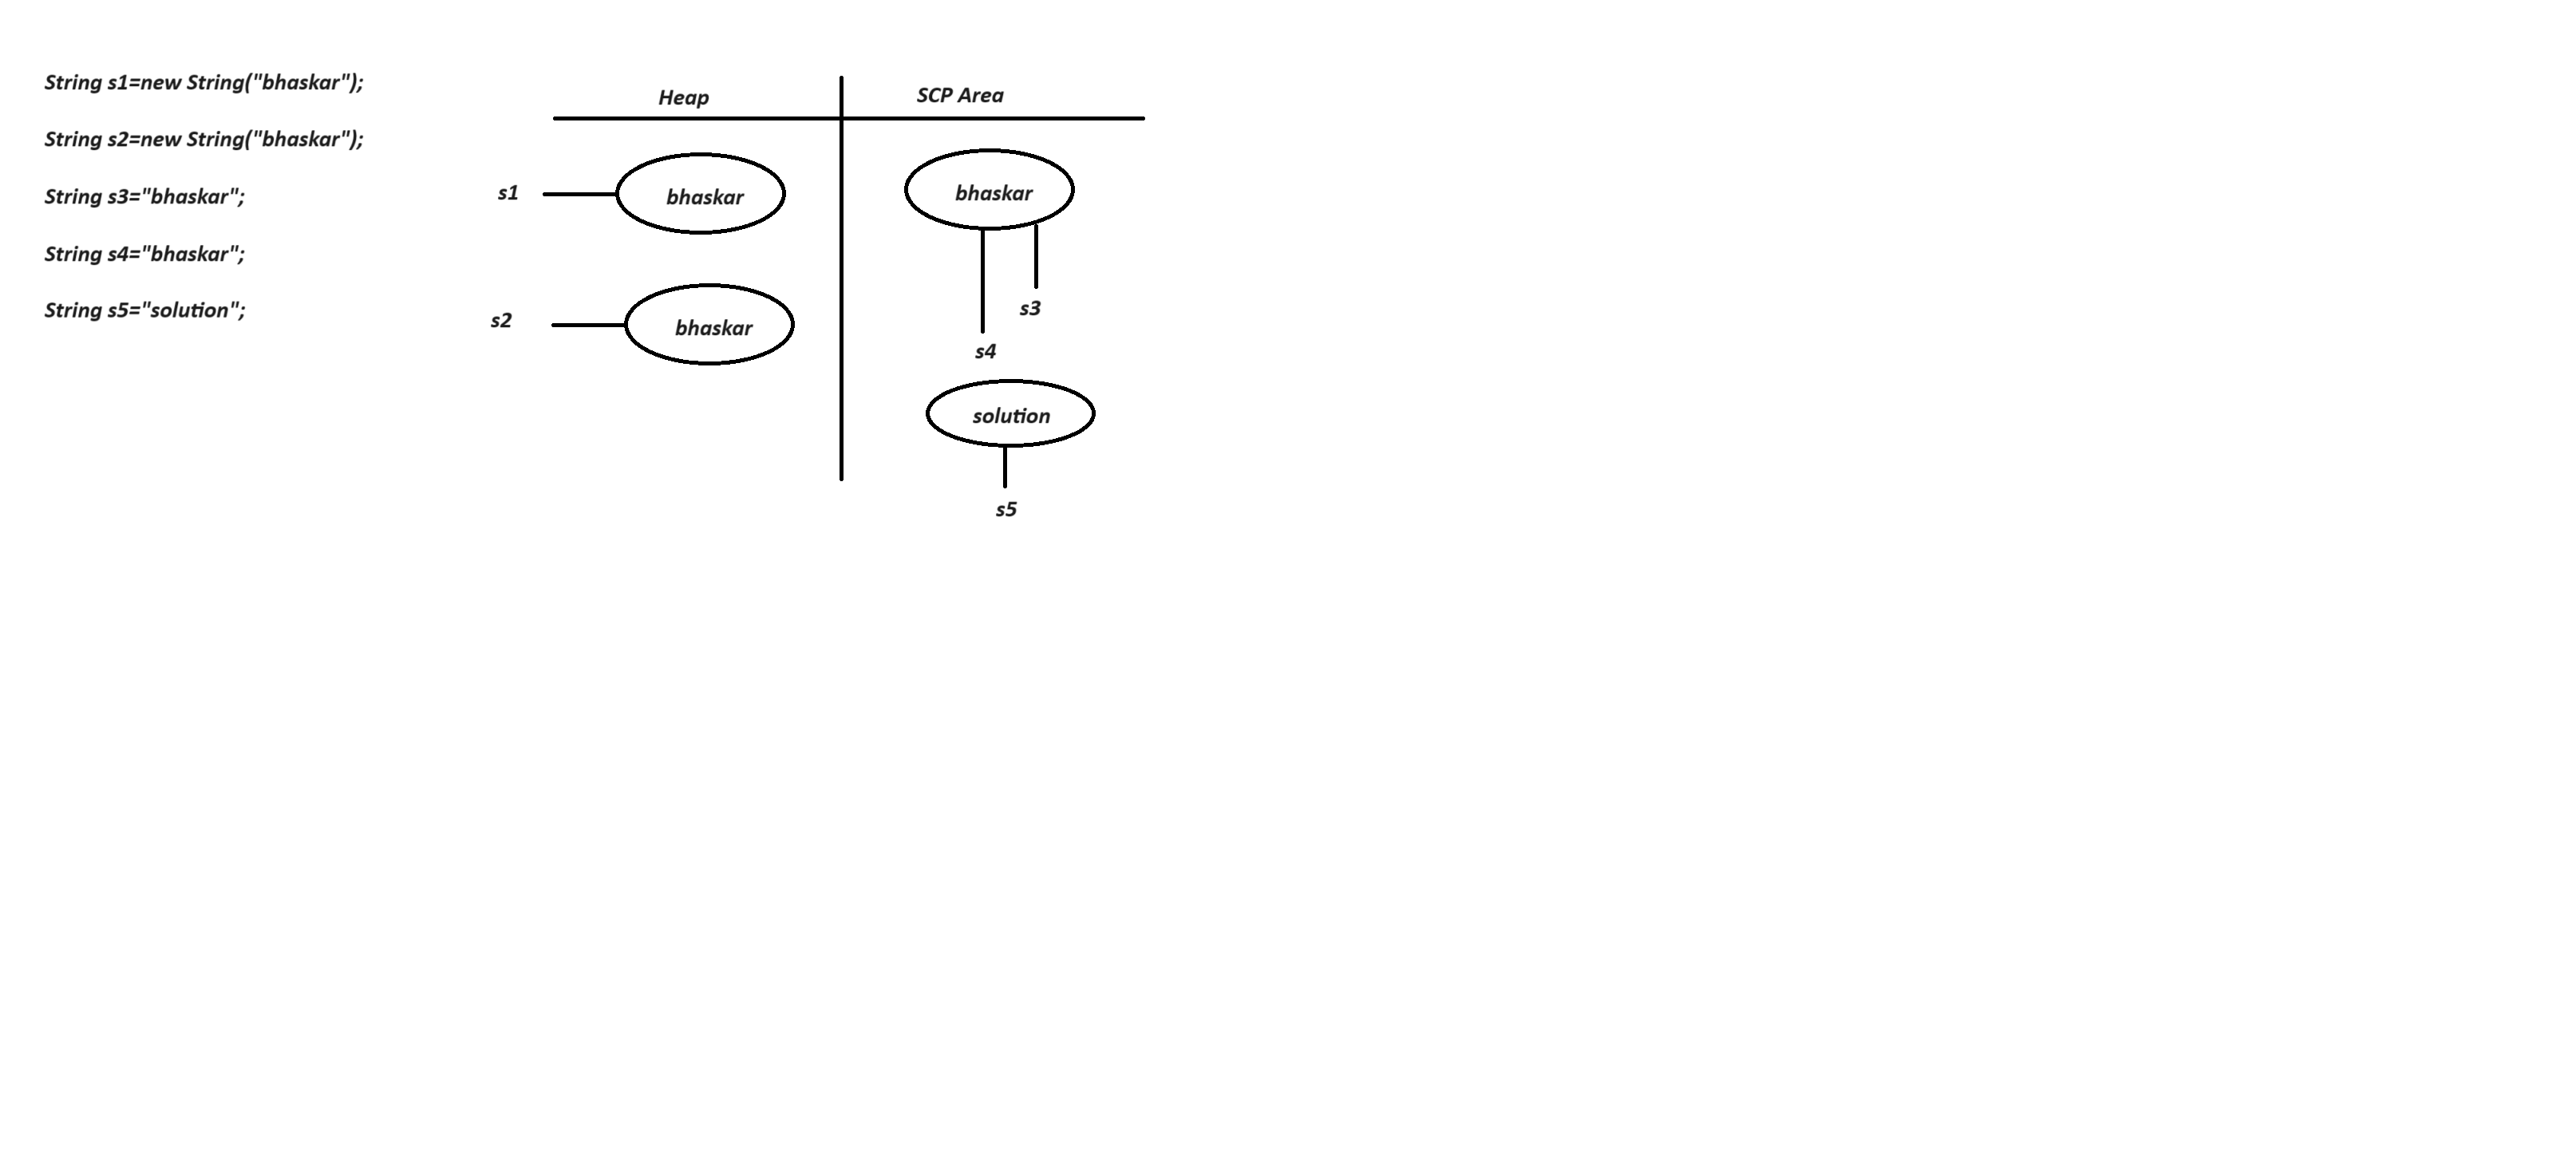 String s1=new String("bhaskar");
String s2=new String("bhaskar");
String s3="bhaskar";
String s4="bhaskar";
String s5="solution";
Heap
SCP Area
s1
bhaskar
bhaskar
s3
s2
bhaskar
s4
solution
s5